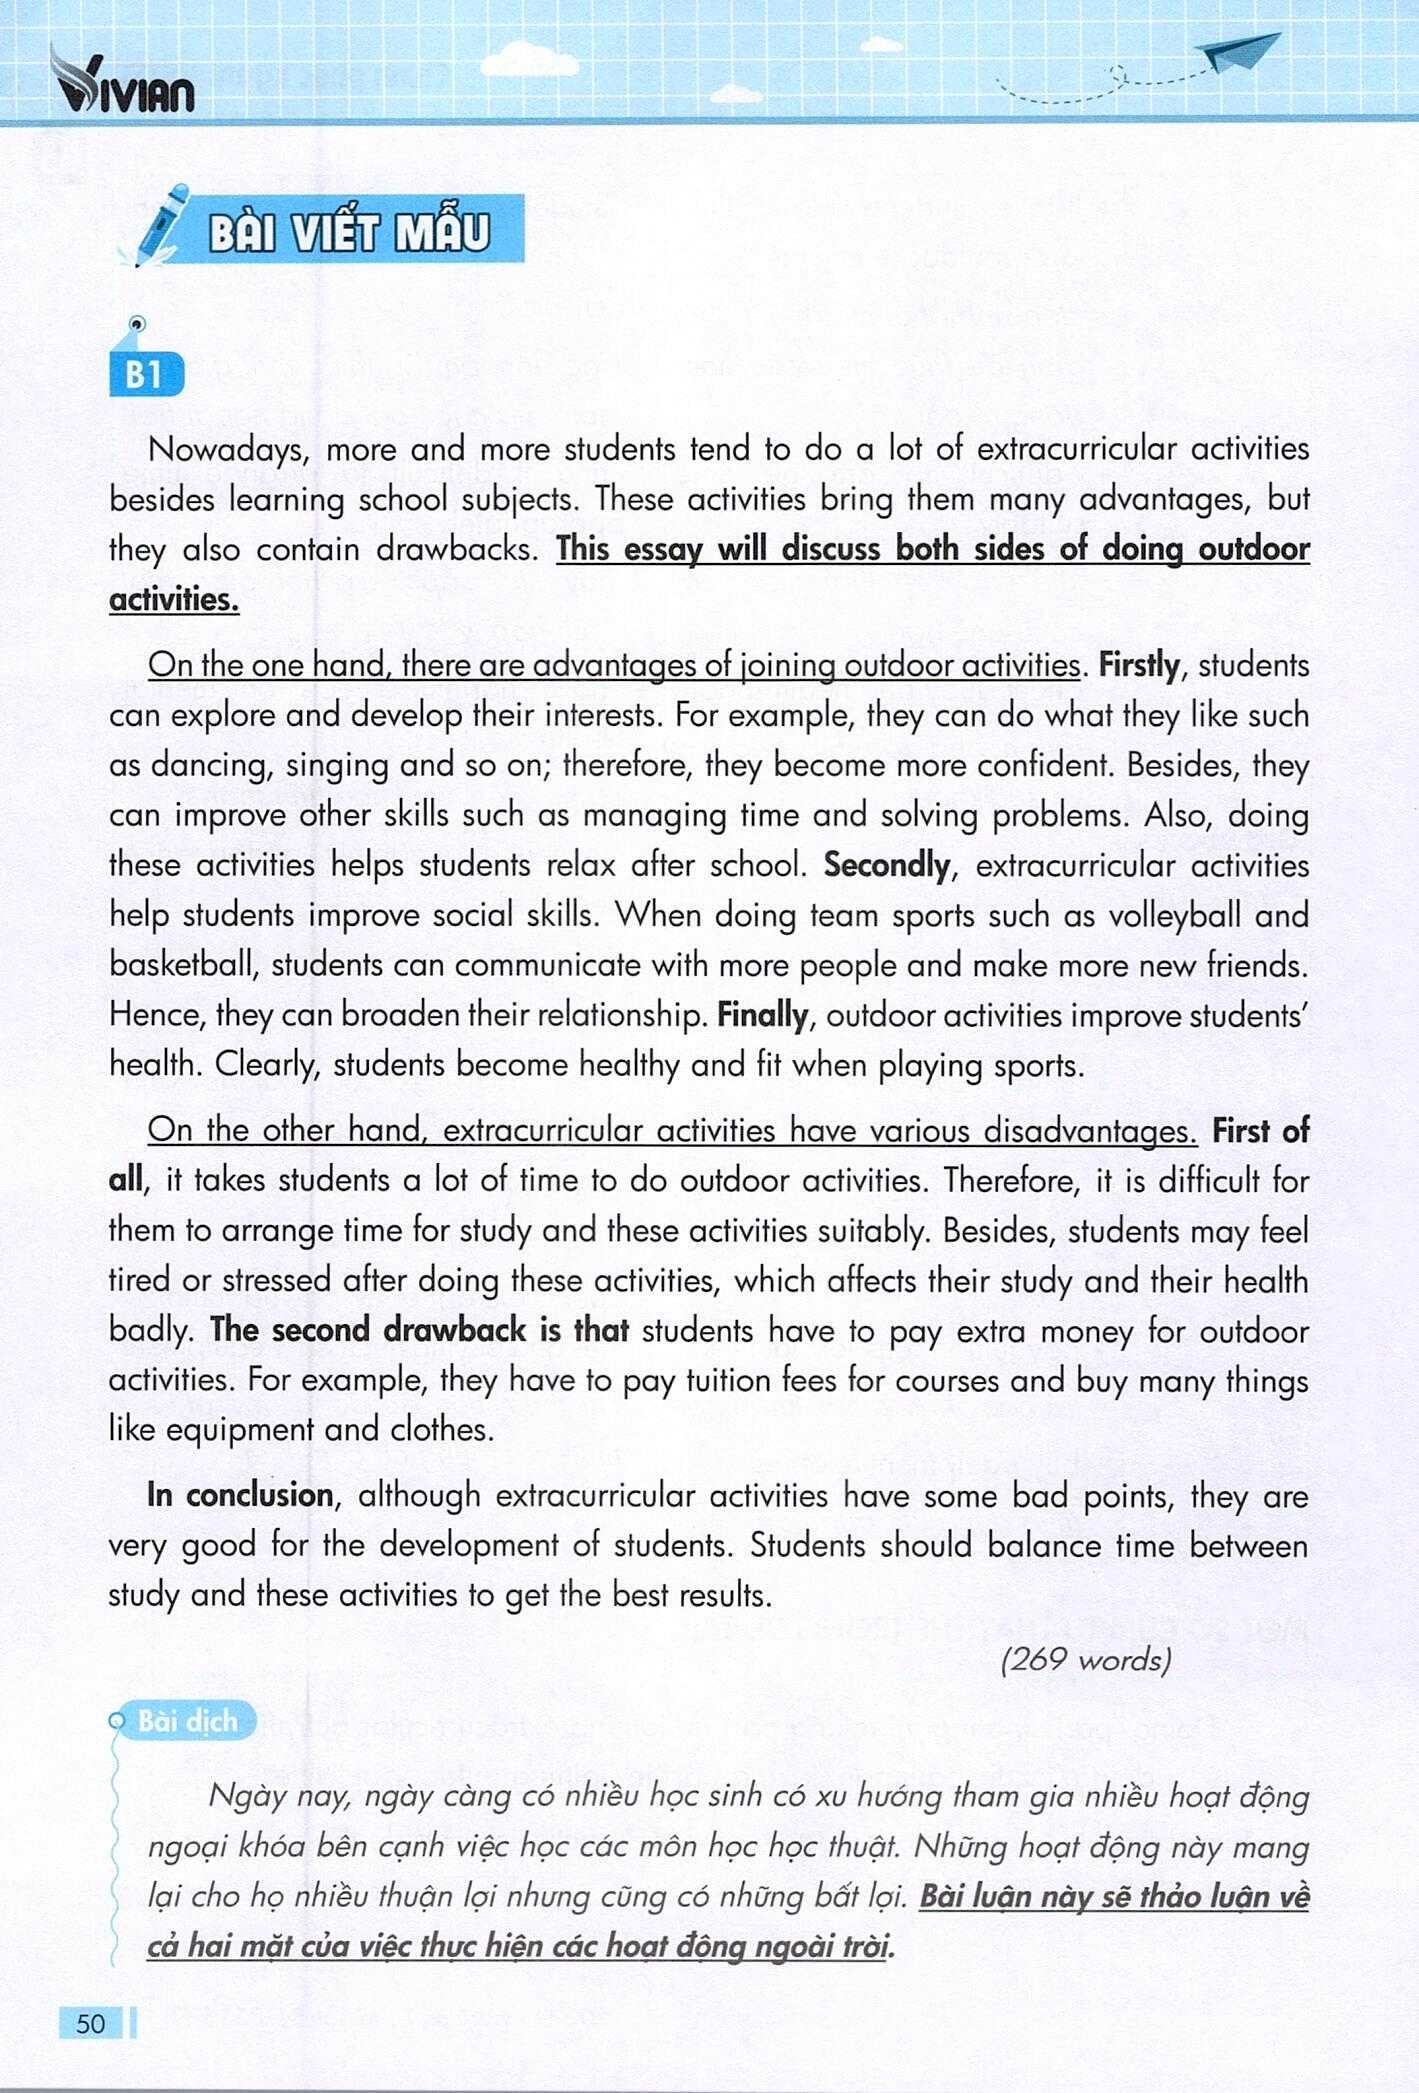 VIVIAN
BÀI VIẾT MẪU
B1
Nowadays, more and more students tend to do a lot of extracurricular activities
besides learning school subjects. These activities bring them many advantages, but
they also contain drawbacks. This essay will discuss both sides of doing outdoor
activities.
On the one hand, there are advantages of joining outdoor activities. Firstly, students
can explore and develop their interests. For example, they can do what they like such
as dancing, singing and so on; therefore, they become more confident. Besides, they
can improve other skills such as managing time and solving problems. Also, doing
these activities helps students relax after school. Secondly, extracurricular activities
help students improve social skills. When doing team sports such as volleyball and
basketball, students can communicate with more people and make more new friends.
Hence, they can broaden their relationship. Finally, outdoor activities improve students'
health. Clearly, students become healthy and fit when playing sports.
On the other hand, extracurricular activities have various disadvantages. First of
all, it takes students a lot of time to do outdoor activities. Therefore, it is difficult for
them to arrange time for study and these activities suitably. Besides, students may feel
tired or stressed after doing these activities, which affects their study and their health
badly. The second drawback is that students have to pay extra money for outdoor
activities. For example, they have to pay tuition fees for courses and buy many things
like equipment and clothes.
In conclusion, although extracurricular activities have some bad points, they are
very good for the development of students. Students should balance time between
study and these activities to get the best results.
(269 words)
Bài dịch
Ngày nay, ngày càng có nhiều học sinh có xu hướng tham gia nhiều hoạt động
ngoại khóa bên cạnh việc học các môn học học thuật. Những hoạt động này mang
lại cho họ nhiều thuận lợi nhưng cũng có những bất lợi. Bài luận này sẽ thảo luận về
cả hai mặt của việc thực hiện các hoạt động ngoài trời.
50